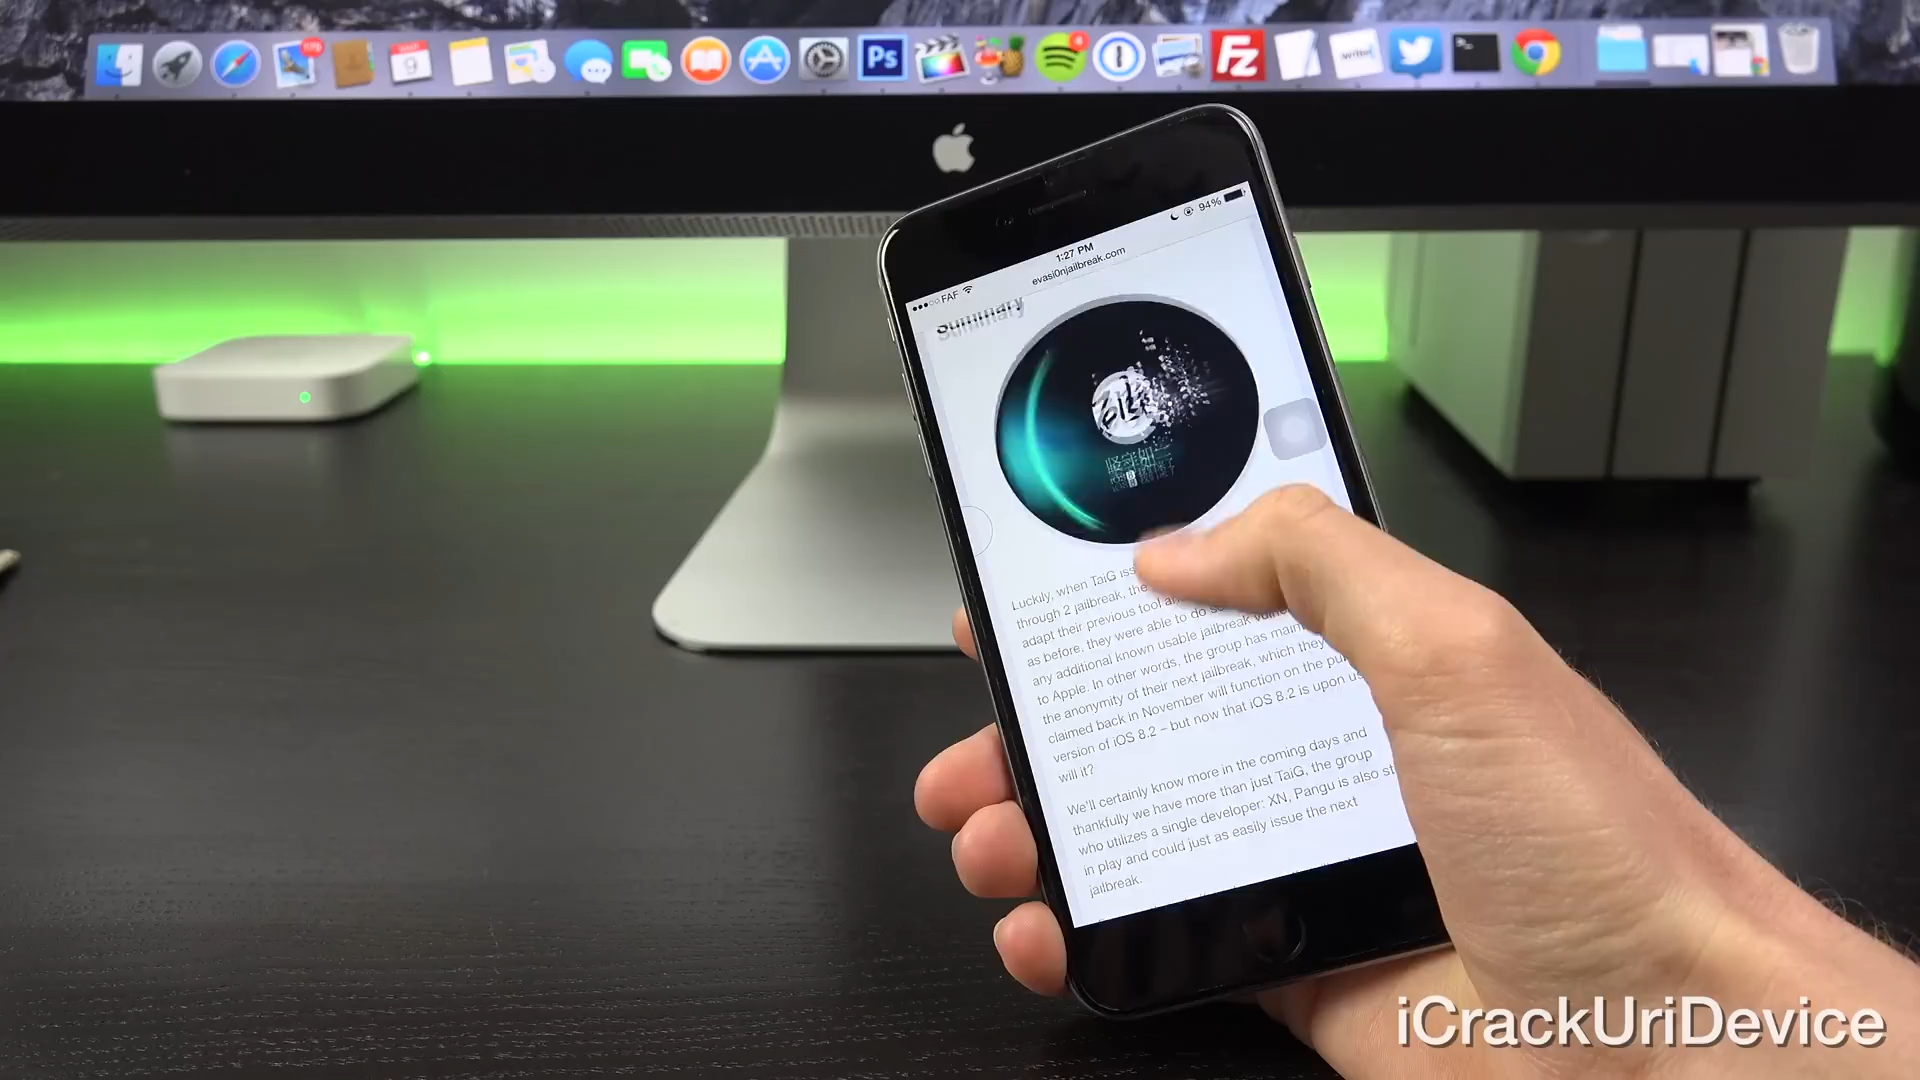 9
Ps
FZ
writer
FAF
1:27 PM
94%
evasi0njailbreak.com
Summary
Luckily, when TaiG
through 2 jailbreak, the
adapt their previous tool
as before, they were able to do
any additional known usable jailbreak
to Apple. In other words, the group has
the anonymity of their next jailbreak, which they
claimed back in November will function on the
version of iOS 8.2 – but now that iOS 8.2 is upon
will it?
We'll certainly know more in the coming days and
thankfully we have more than just TaiG, the group
who utilizes a single developer: XN, Pangu is also
in play and could just as easily issue the next
jailbreak.
iCrackUriDevice